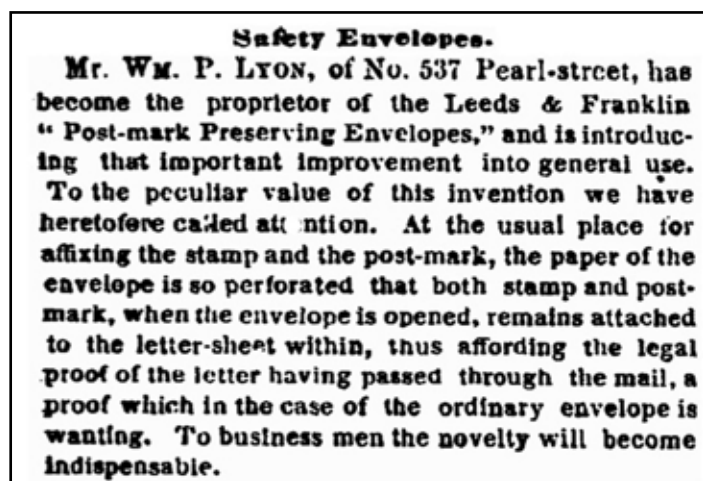 Safety Envelopes.
Mr. WM. P. LYON, of No. 537 Pearl-street, has
become the proprietor of the Leeds & Franklin
“ Post-mark Preserving Envelopes,” and is introduc-
ing that important improvement into general use.
To the peculiar value of this invention we have
heretofore called att ntion. At the usual place for
affixing the stamp and the post-mark, the paper of the
envelope is so perforated that both stamp and post-
mark, when the envelope is opened, remains attached
to the letter-sheet within, thus affording the legal
proof of the letter having passed through the mail, a
proof which in the case of the ordinary envelope is
wanting. To business men the novelty will become
indispensable.